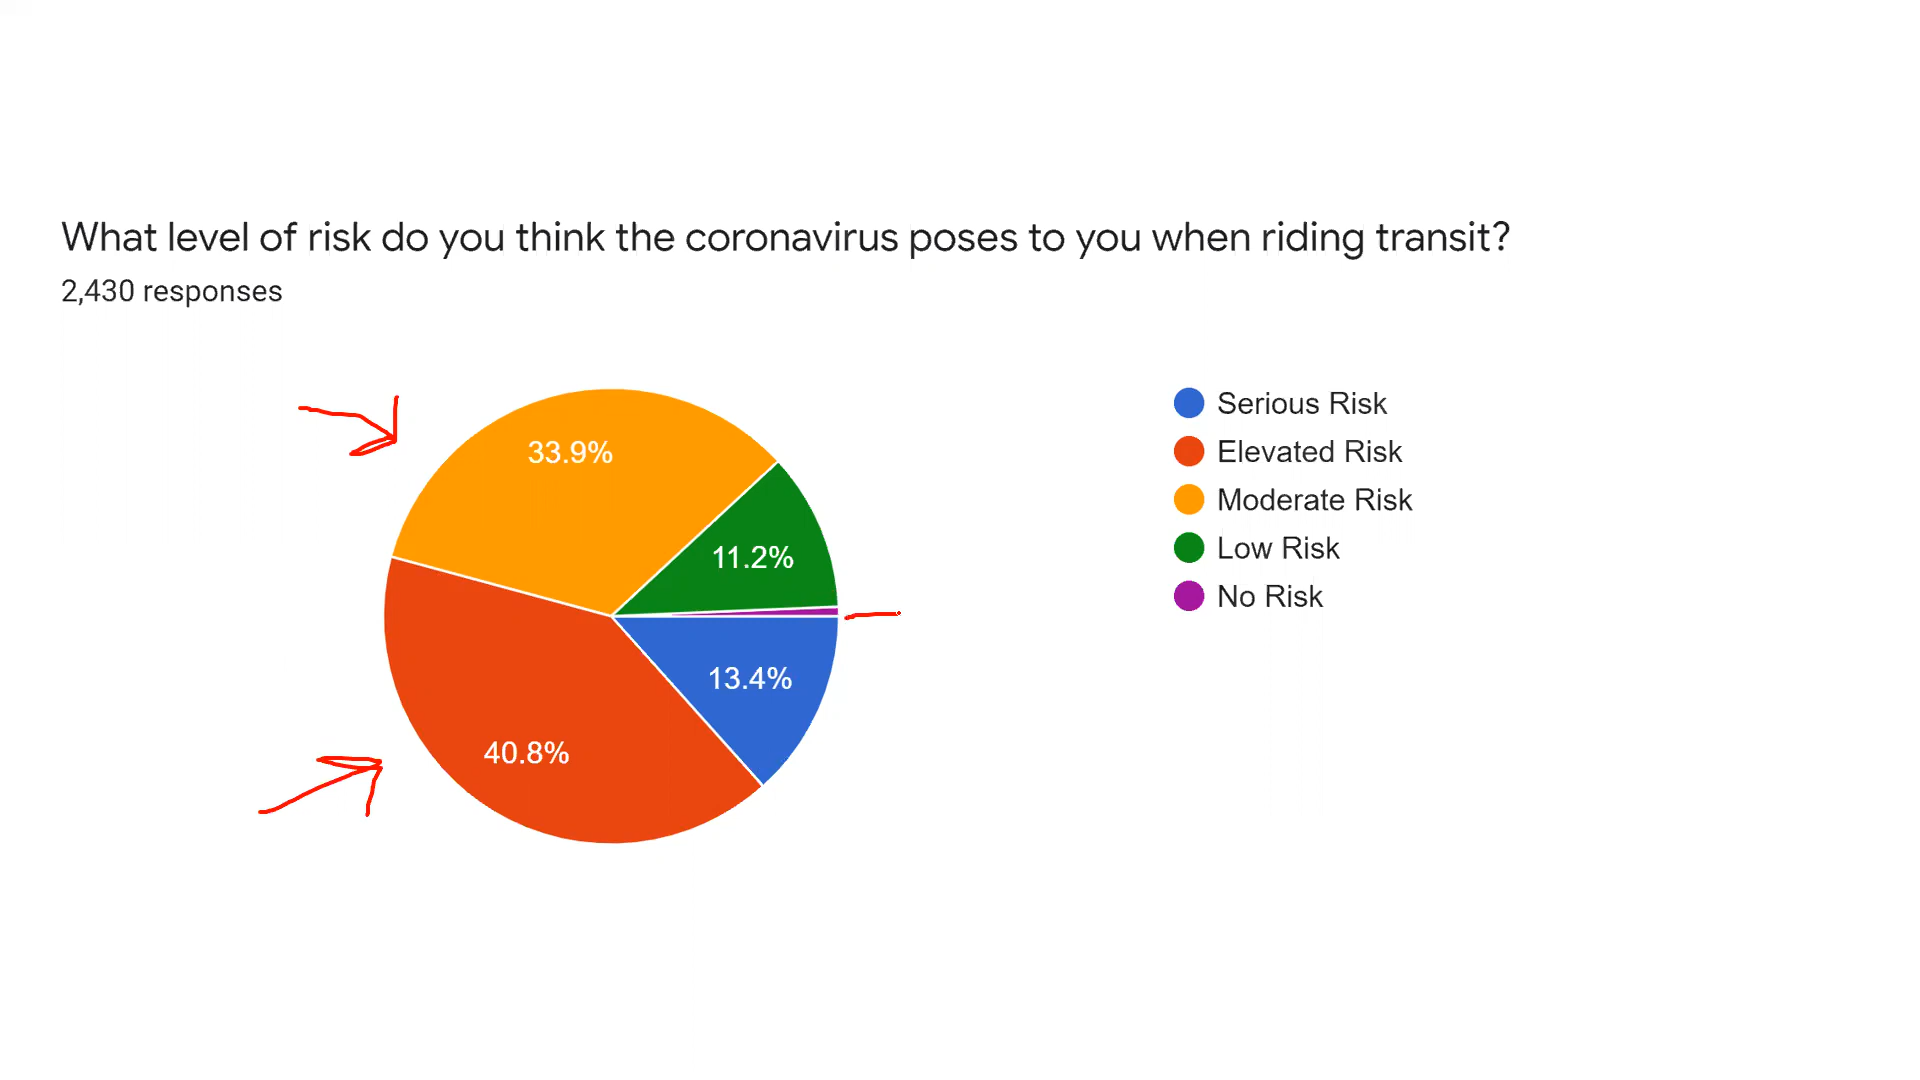 What level of risk do you think the coronavirus poses to you when riding transit?
2,430 responses
33.9%
11.2%
13.4%
40.8%
Serious Risk
Elevated Risk
Moderate Risk
Low Risk
No Risk